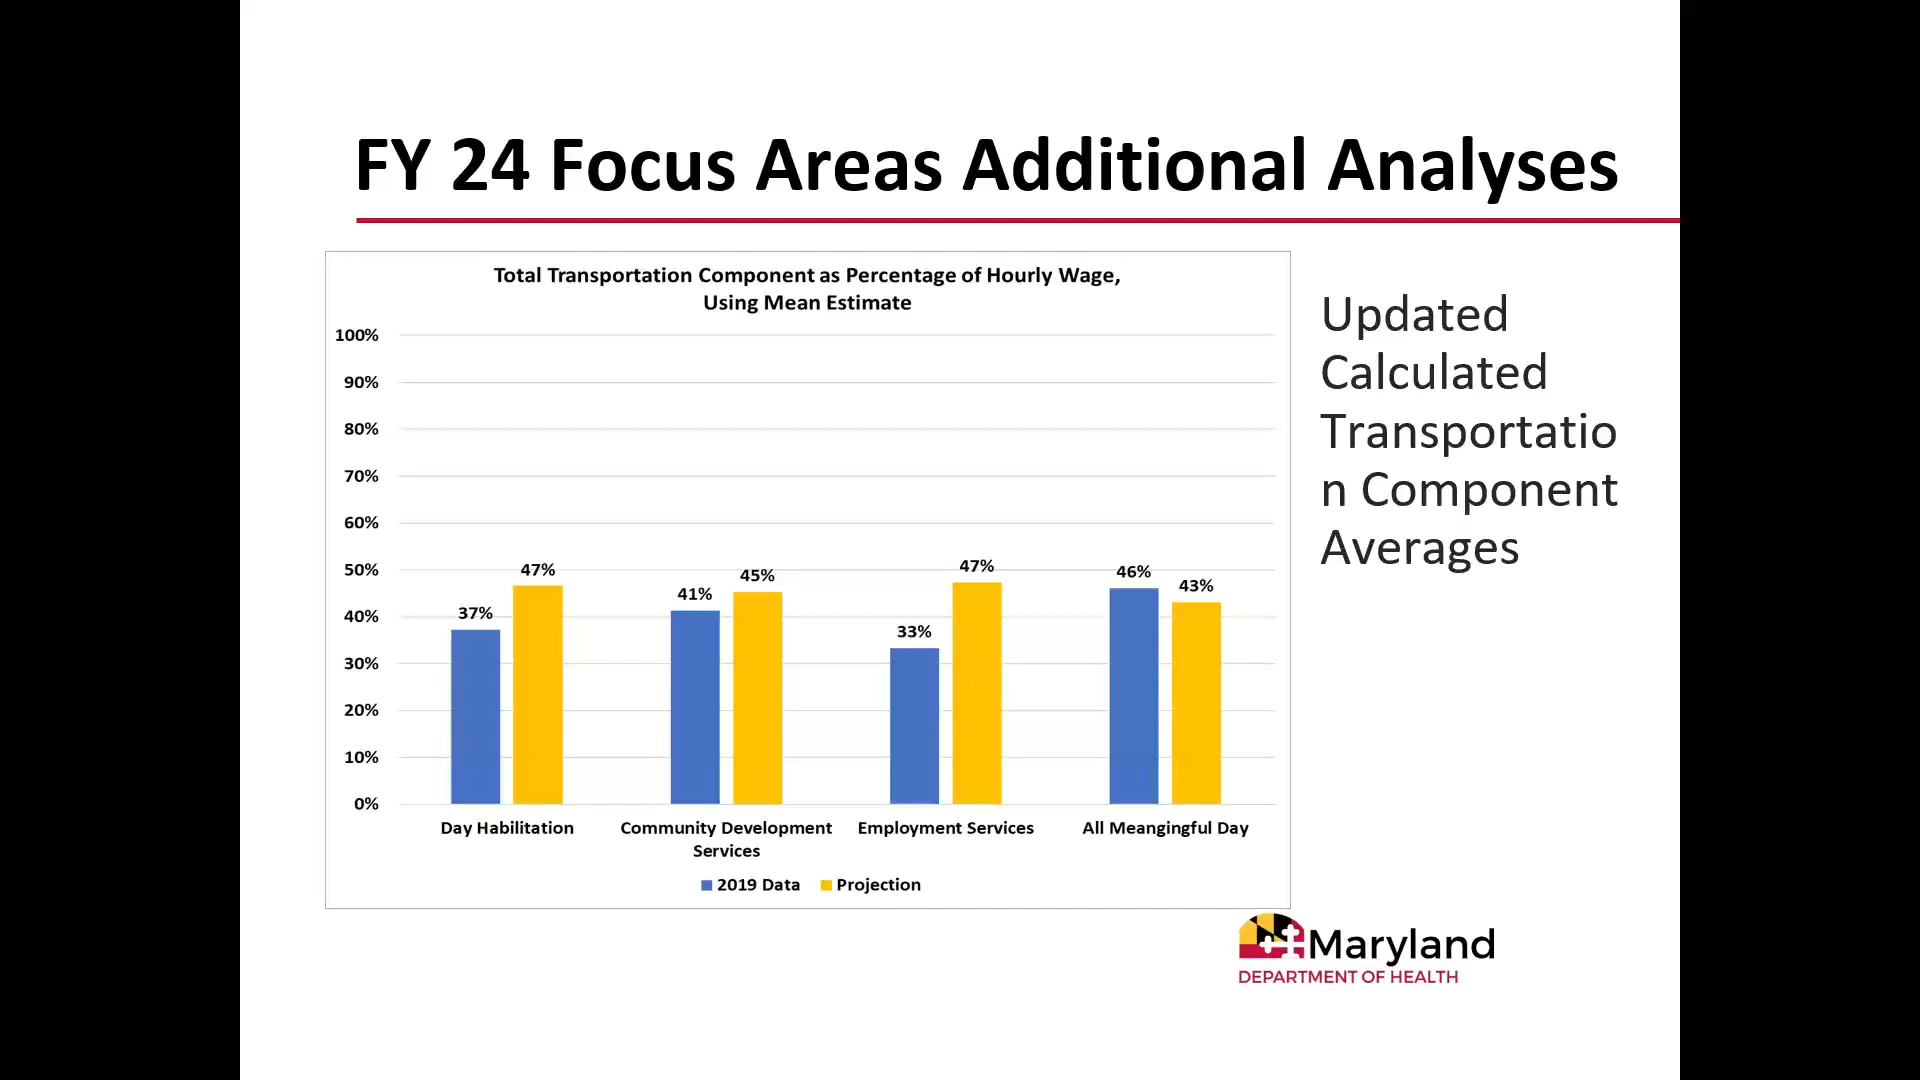 FY 24 Focus Areas Additional Analyses
Total Transportation Component as Percentage of Hourly Wage,
Using Mean Estimate
100%
90%
80%
70%
60%
50%
40%
30%
20%
10%
0%
37%
47%
41%
45%
33%
47%
46%
43%
Day Habilitation
Community Development
Services
Employment Services
All Meangingful Day
2019 Data
Projection
Updated
Calculated
Transportatio
n Component
Averages
Maryland
DEPARTMENT OF HEALTH